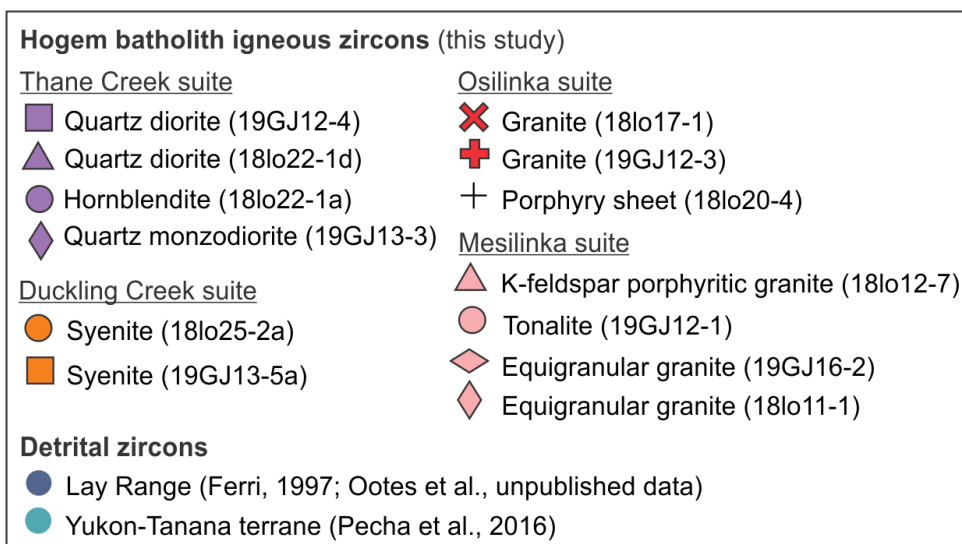 Hogem batholith igneous zircons (this study)
Thane Creek suite
Quartz diorite (19GJ12-4)
Quartz diorite (18lo22-1d)
Hornblendite (18lo22-1a)
Quartz monzodiorite (19GJ13-3)
Duckling Creek suite
Syenite (18lo25-2a)
Syenite (19GJ13-5a)
Osilinka suite
Granite (18lo17-1)
Granite (19GJ12-3)
Porphyry sheet (18lo20-4)
Mesilinka suite
K-feldspar porphyritic granite (18lo12-7)
Tonalite (19GJ12-1)
Equigranular granite (19GJ16-2)
Equigranular granite (18lo11-1)
Detrital zircons
Lay Range (Ferri, 1997; Ootes et al., unpublished data)
Yukon-Tanana terrane (Pecha et al., 2016)